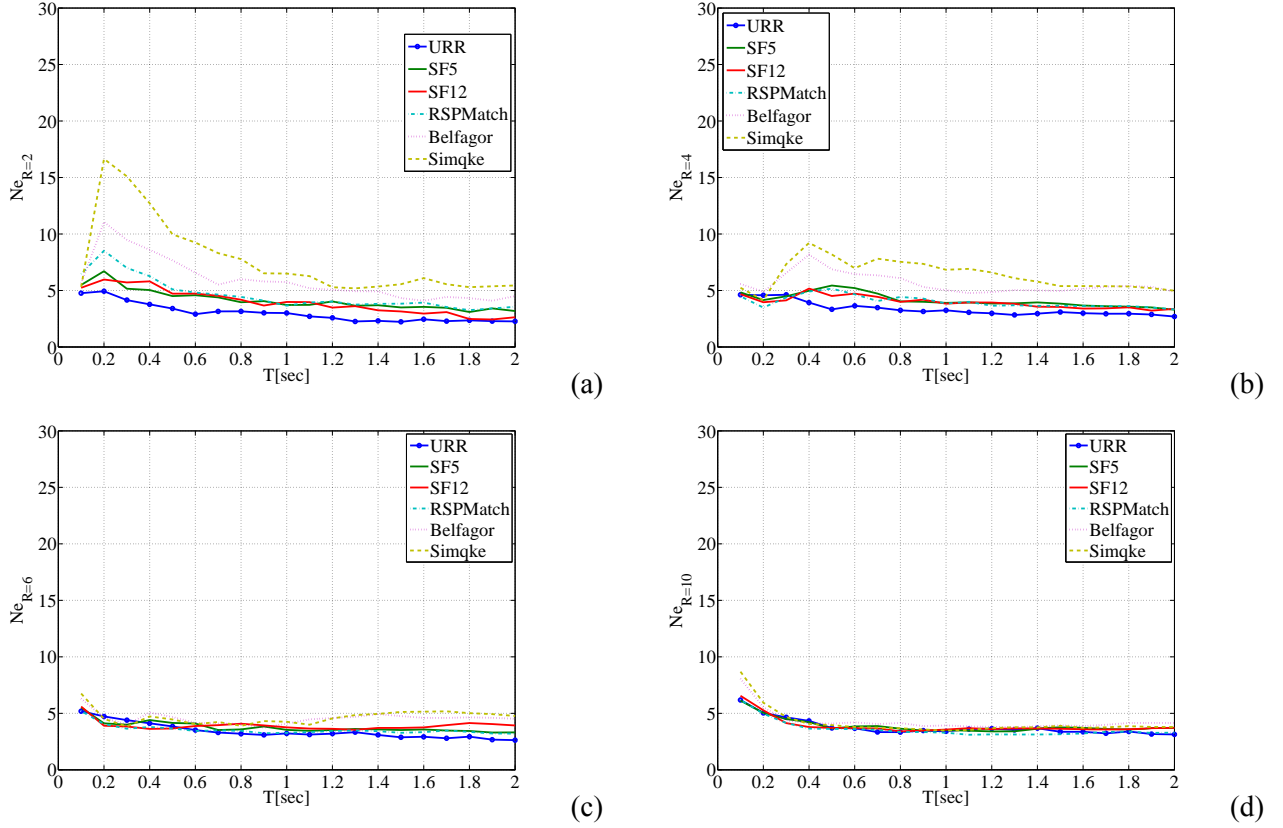 30
25
20
15
10
5
0
Ne_{R=2}
0 0.2 0.4 0.6 0.8 1 1.2 1.4 1.6 1.8 2
T[sec]
URR
SF5
SF12
RSPMatch
Belfagor
Simqke
(a)
30
25
20
15
10
5
0
Ne_{R=4}
0 0.2 0.4 0.6 0.8 1 1.2 1.4 1.6 1.8 2
T[sec]
URR
SF5
SF12
RSPMatch
Belfagor
Simqke
(b)
30
25
20
15
10
5
0
Ne_{R=6}
0 0.2 0.4 0.6 0.8 1 1.2 1.4 1.6 1.8 2
T[sec]
URR
SF5
SF12
RSPMatch
Belfagor
Simqke
(c)
30
25
20
15
10
5
0
Ne_{R=10}
0 0.2 0.4 0.6 0.8 1 1.2 1.4 1.6 1.8 2
T[sec]
URR
SF5
SF12
RSPMatch
Belfagor
Simqke
(d)